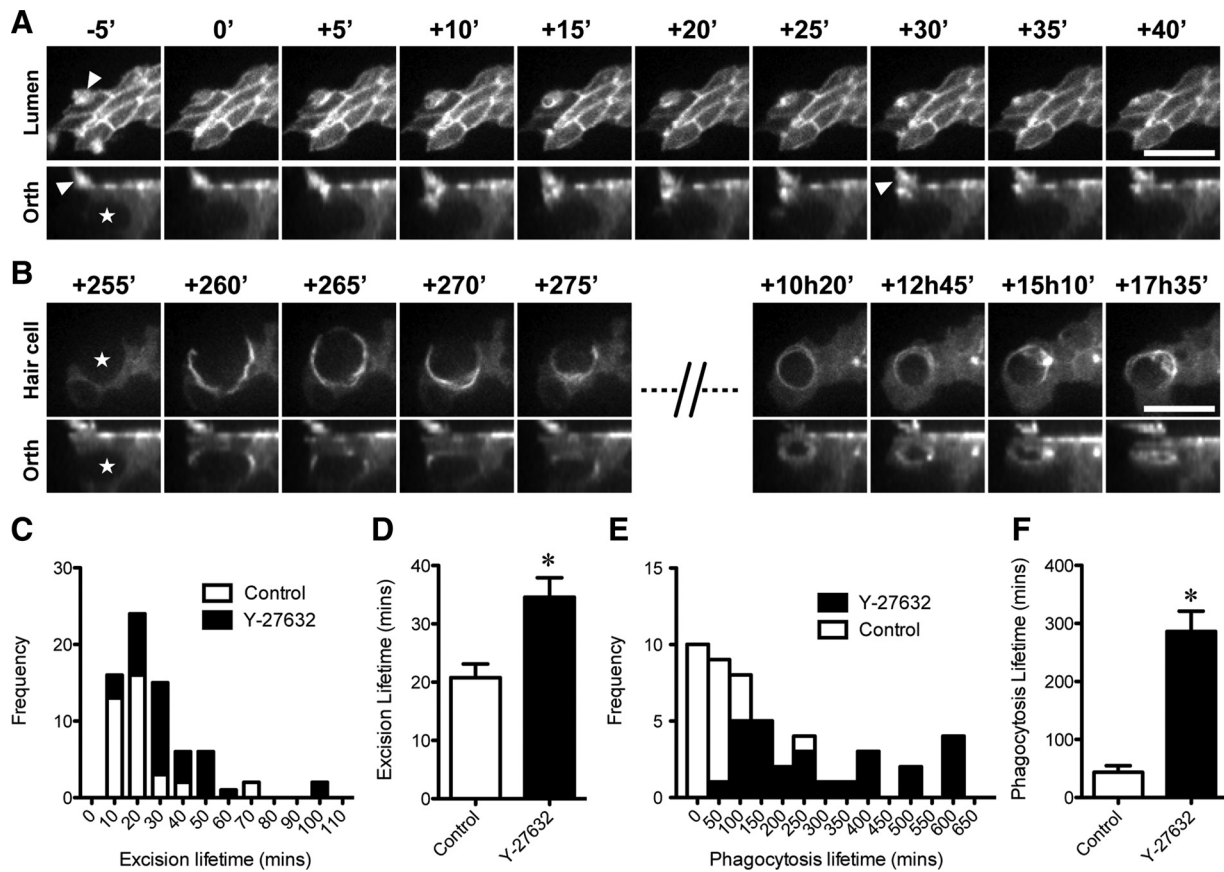 A
-5’ 0’ +5’ +10’ +15’ +20’ +25’ +30’ +35’ +40’
Lumen
Orth
B
+255’ +260’ +265’ +270’ +275’ +10h20’ +12h45’ +15h10’ +17h35’
Hair cell
Orth
C
Frequency
30
20
10
0
Control
Y-27632
0 10 20 30 40 50 60 70 80 90 100 110
Excision lifetime (mins)
D
Excision Lifetime (mins)
40
30
20
10
0
*
Control
Y-27632
E
Frequency
15
10
5
0
Y-27632
Control
0 50 100 150 200 250 300 350 400 450 500 550 600 650
Phagocytosis lifetime (mins)
F
Phagocytosis Lifetime (mins)
400
300
200
100
0
*
Control
Y-27632